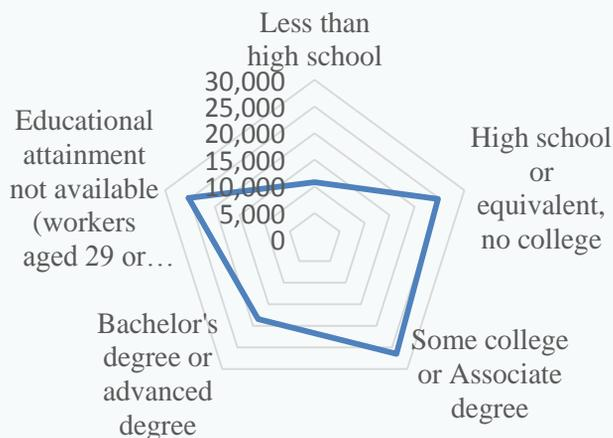 Less than
high school
30,000
25,000
20,000
15,000
10,000
5,000
0
High school
or
equivalent,
no college
Some college
or Associate
degree
Bachelor's
degree or
advanced
degree
Educational
attainment
not available
(workers
aged 29 or…